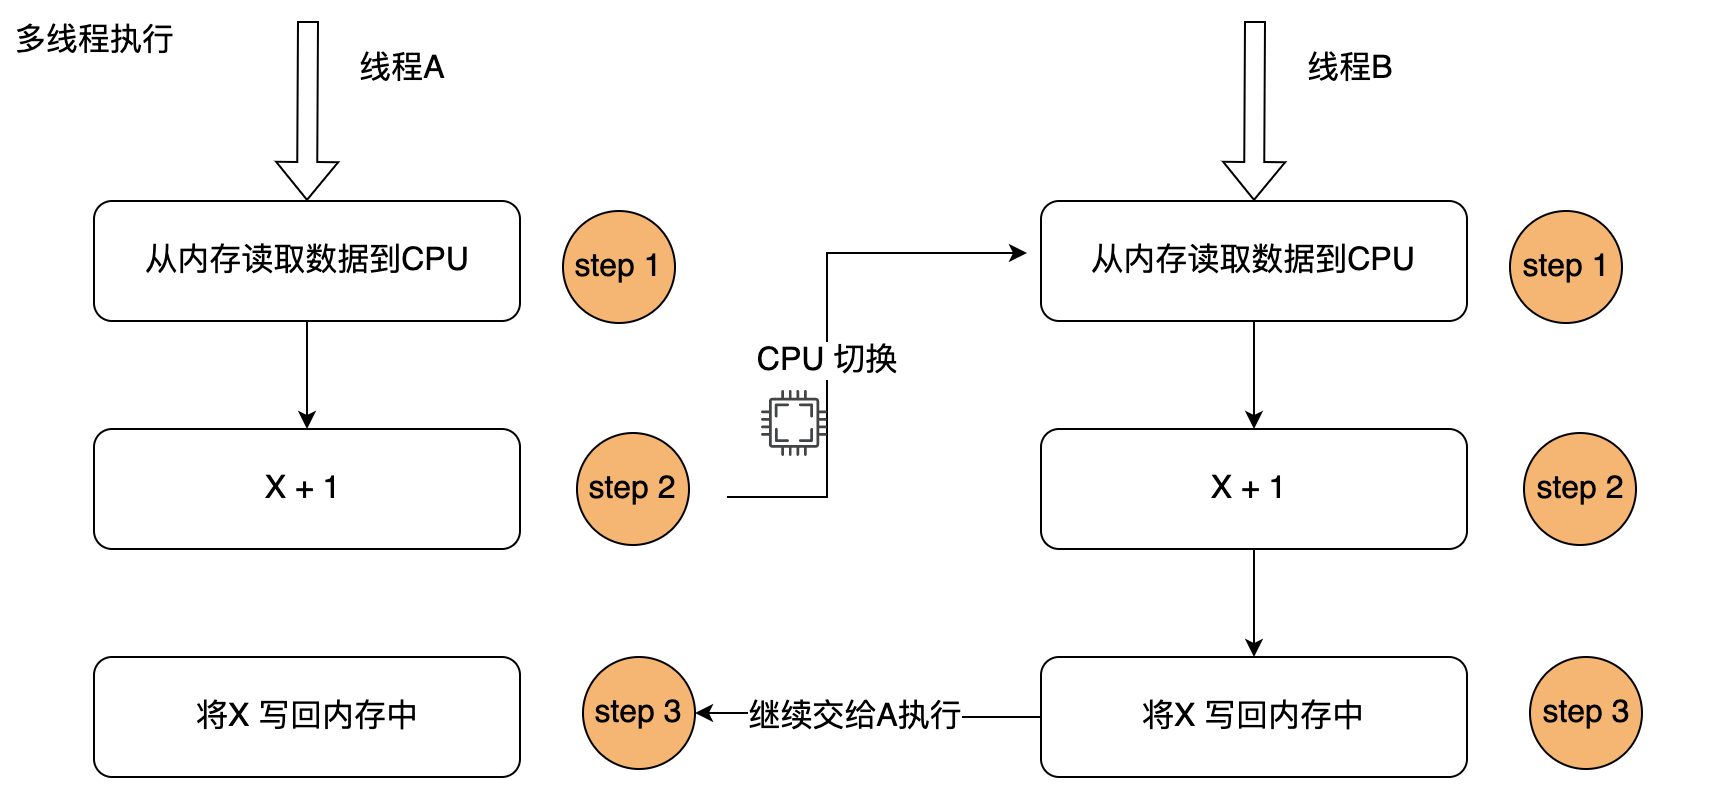 多线程执行
线程A
线程B
从内存读取数据到CPU
step 1
从内存读取数据到CPU
step 1
CPU 切换
X + 1
step 2
X + 1
step 2
将X 写回内存中
step 3
继续交给A执行
将X 写回内存中
step 3